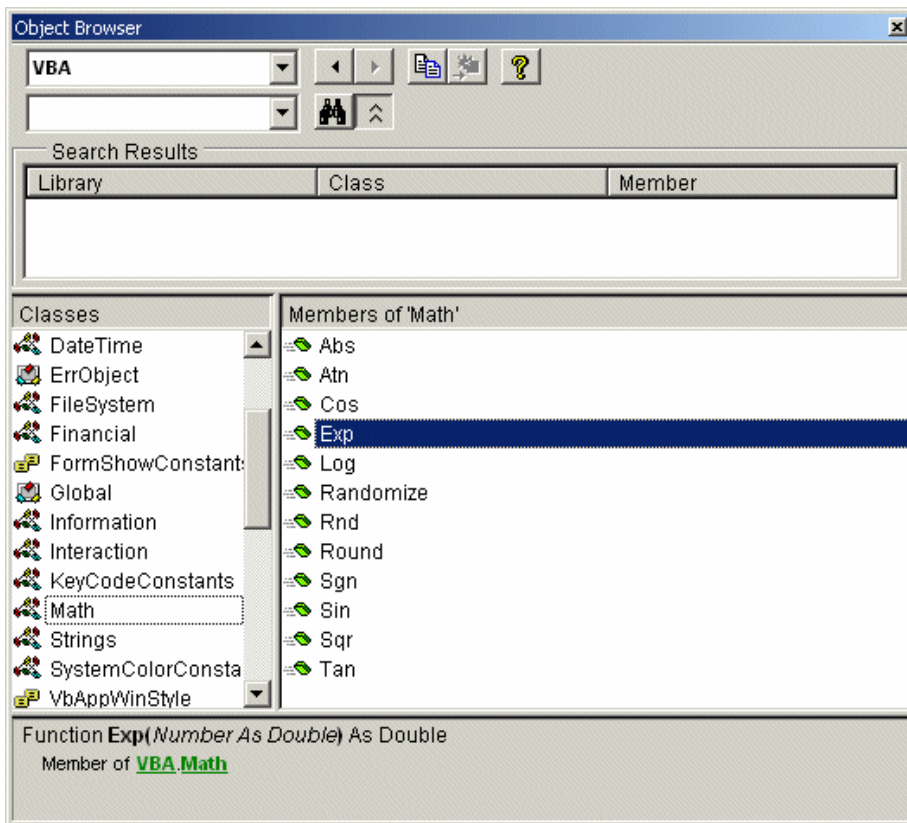 Object Browser
VBA
Search Results
Library Class Member
Classes
DateTime
ErrObject
FileSystem
Financial
FormShowConstant
Global
Information
Interaction
KeyCodeConstants
Math
Strings
SystemColorConsta
VbAppWinStyle
Members of 'Math'
Abs
Atn
Cos
Exp
Log
Randomize
Rnd
Round
Sgn
Sin
Sqr
Tan
Function Exp(Number As Double) As Double
Member of VBA.Math